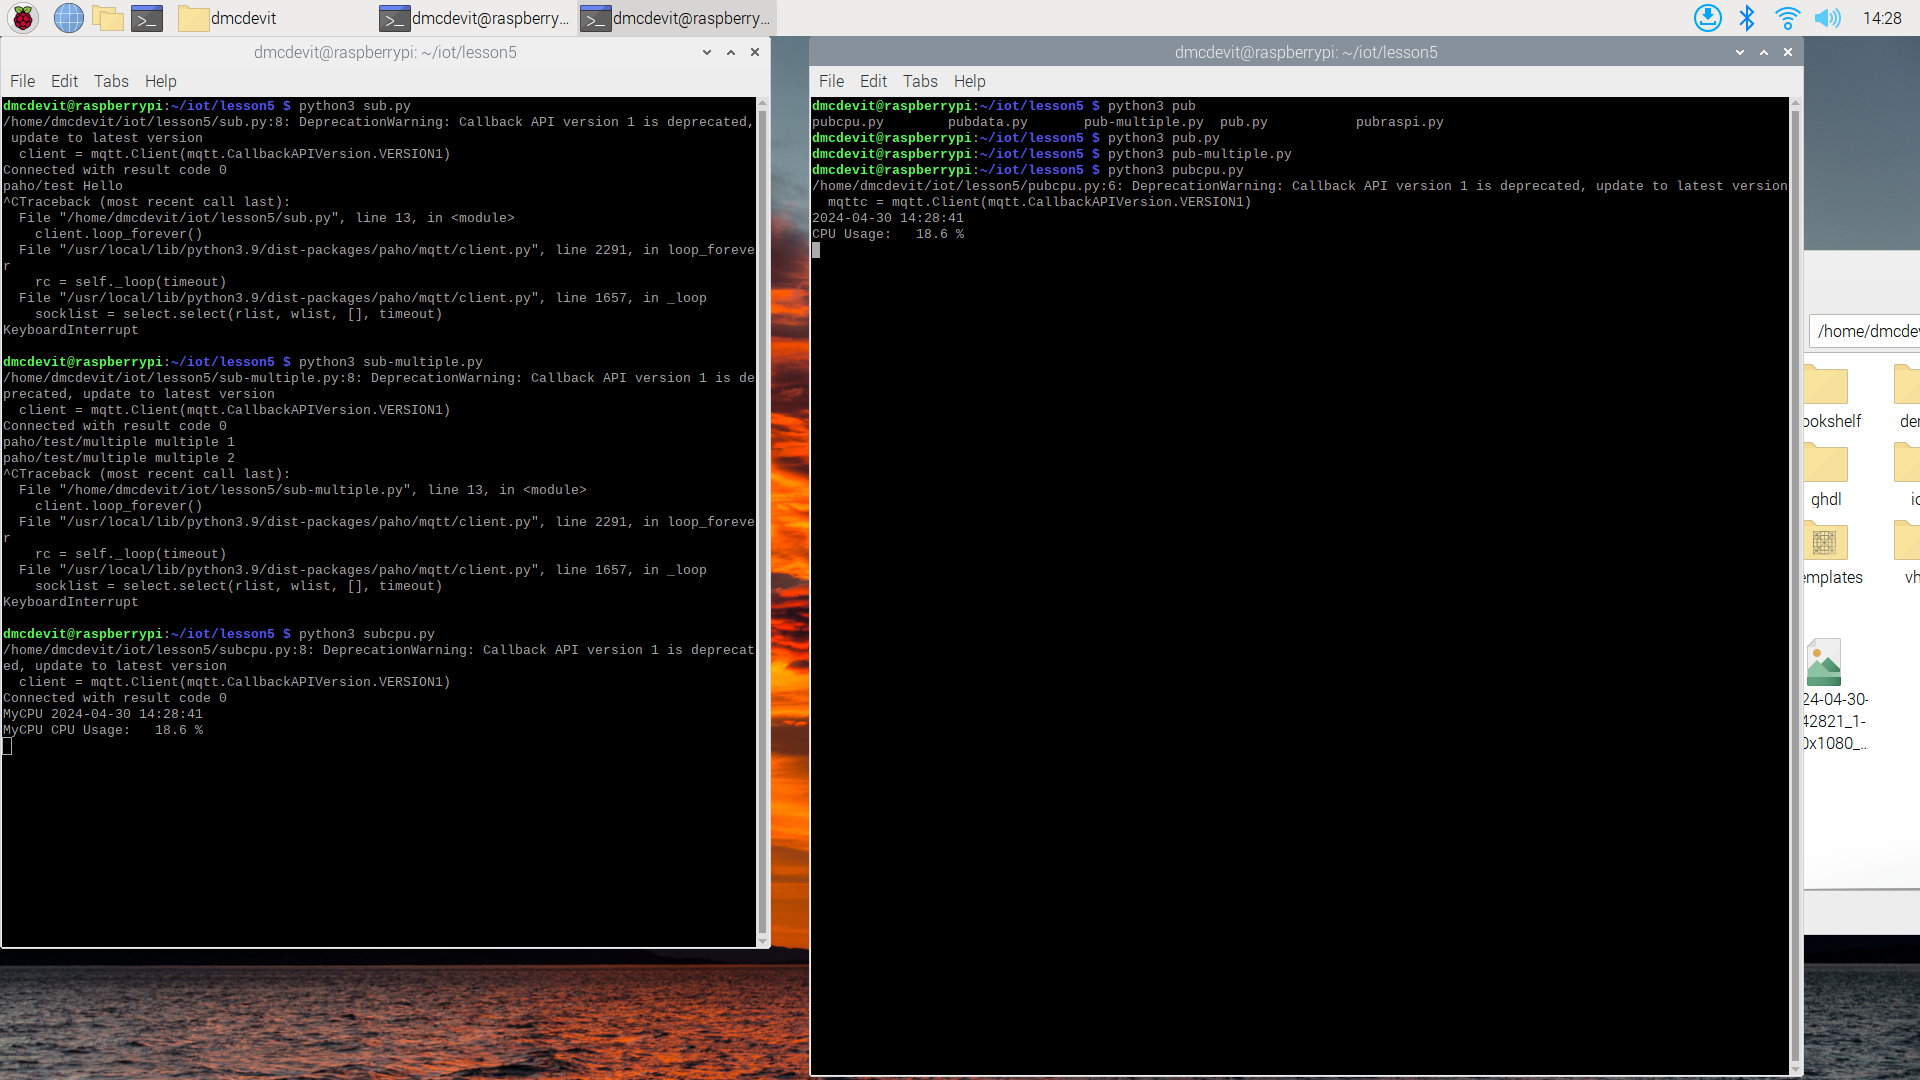 dmcdevit
dmcdevit@raspberry...
dmcdevit@raspberry...
14:28
dmcdevit@raspberrypi: ~/iot/lesson5
File Edit Tabs Help
dmcdevit@raspberrypi:~/iot/lesson5 $ python3 sub.py
/home/dmcdevit/iot/lesson5/sub.py:8: DeprecationWarning: Callback API version 1 is deprecated,
 update to latest version
  client = mqtt.Client(mqtt.CallbackAPIVersion.VERSION1)
Connected with result code 0
paho/test Hello
^CTraceback (most recent call last):
  File "/home/dmcdevit/iot/lesson5/sub.py", line 13, in <module>
    client.loop_forever()
  File "/usr/local/lib/python3.9/dist-packages/paho/mqtt/client.py", line 2291, in loop_foreve
r
    rc = self._loop(timeout)
  File "/usr/local/lib/python3.9/dist-packages/paho/mqtt/client.py", line 1657, in _loop
    socklist = select.select(rlist, wlist, [], timeout)
KeyboardInterrupt
dmcdevit@raspberrypi:~/iot/lesson5 $ python3 sub-multiple.py
/home/dmcdevit/iot/lesson5/sub-multiple.py:8: DeprecationWarning: Callback API version 1 is de
precated, update to latest version
  client = mqtt.Client(mqtt.CallbackAPIVersion.VERSION1)
Connected with result code 0
paho/test/multiple multiple 1
paho/test/multiple multiple 2
^CTraceback (most recent call last):
  File "/home/dmcdevit/iot/lesson5/sub-multiple.py", line 13, in <module>
    client.loop_forever()
  File "/usr/local/lib/python3.9/dist-packages/paho/mqtt/client.py", line 2291, in loop_foreve
r
    rc = self._loop(timeout)
  File "/usr/local/lib/python3.9/dist-packages/paho/mqtt/client.py", line 1657, in _loop
    socklist = select.select(rlist, wlist, [], timeout)
KeyboardInterrupt
dmcdevit@raspberrypi:~/iot/lesson5 $ python3 subcpu.py
/home/dmcdevit/iot/lesson5/subcpu.py:8: DeprecationWarning: Callback API version 1 is deprecat
ed, update to latest version
  client = mqtt.Client(mqtt.CallbackAPIVersion.VERSION1)
Connected with result code 0
MyCPU 2024-04-30 14:28:41
MyCPU CPU Usage:   18.6 %
dmcdevit@raspberrypi: ~/iot/lesson5
File Edit Tabs Help
dmcdevit@raspberrypi:~/iot/lesson5 $ python3 pub
pubcpu.py        pubdata.py       pub-multiple.py  pub.py           pubraspi.py
dmcdevit@raspberrypi:~/iot/lesson5 $ python3 pub.py
dmcdevit@raspberrypi:~/iot/lesson5 $ python3 pub-multiple.py
dmcdevit@raspberrypi:~/iot/lesson5 $ python3 pubcpu.py
/home/dmcdevit/iot/lesson5/pubcpu.py:6: DeprecationWarning: Callback API version 1 is deprecated, update to latest version
  mqttc = mqtt.Client(mqtt.CallbackAPIVersion.VERSION1)
2024-04-30 14:28:41
CPU Usage:   18.6 %
/home/dmcde
ookshelf
ghdl
emplates
24-04-30-
42821_1-
0x1080_...